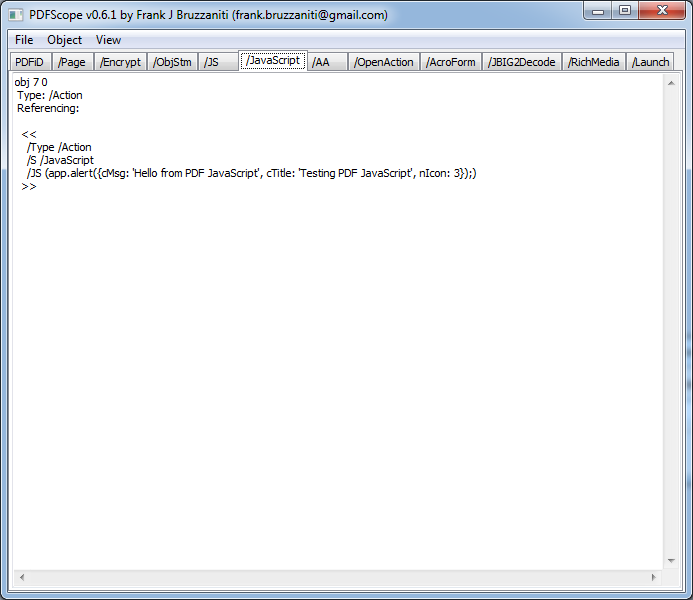 PDFScope v0.6.1 by Frank J Bruzzaniti (frank.bruzzaniti@gmail.com)
File Object View
PDFiD /Page /Encrypt /ObjStm /JS /JavaScript /AA /OpenAction /AcroForm /JBIG2Decode /RichMedia /Launch
obj 7 0
Type: /Action
Referencing:
<<
/Type /Action
/S /JavaScript
/JS (app.alert({cMsg: 'Hello from PDF JavaScript', cTitle: 'Testing PDF JavaScript', nIcon: 3});)
>>